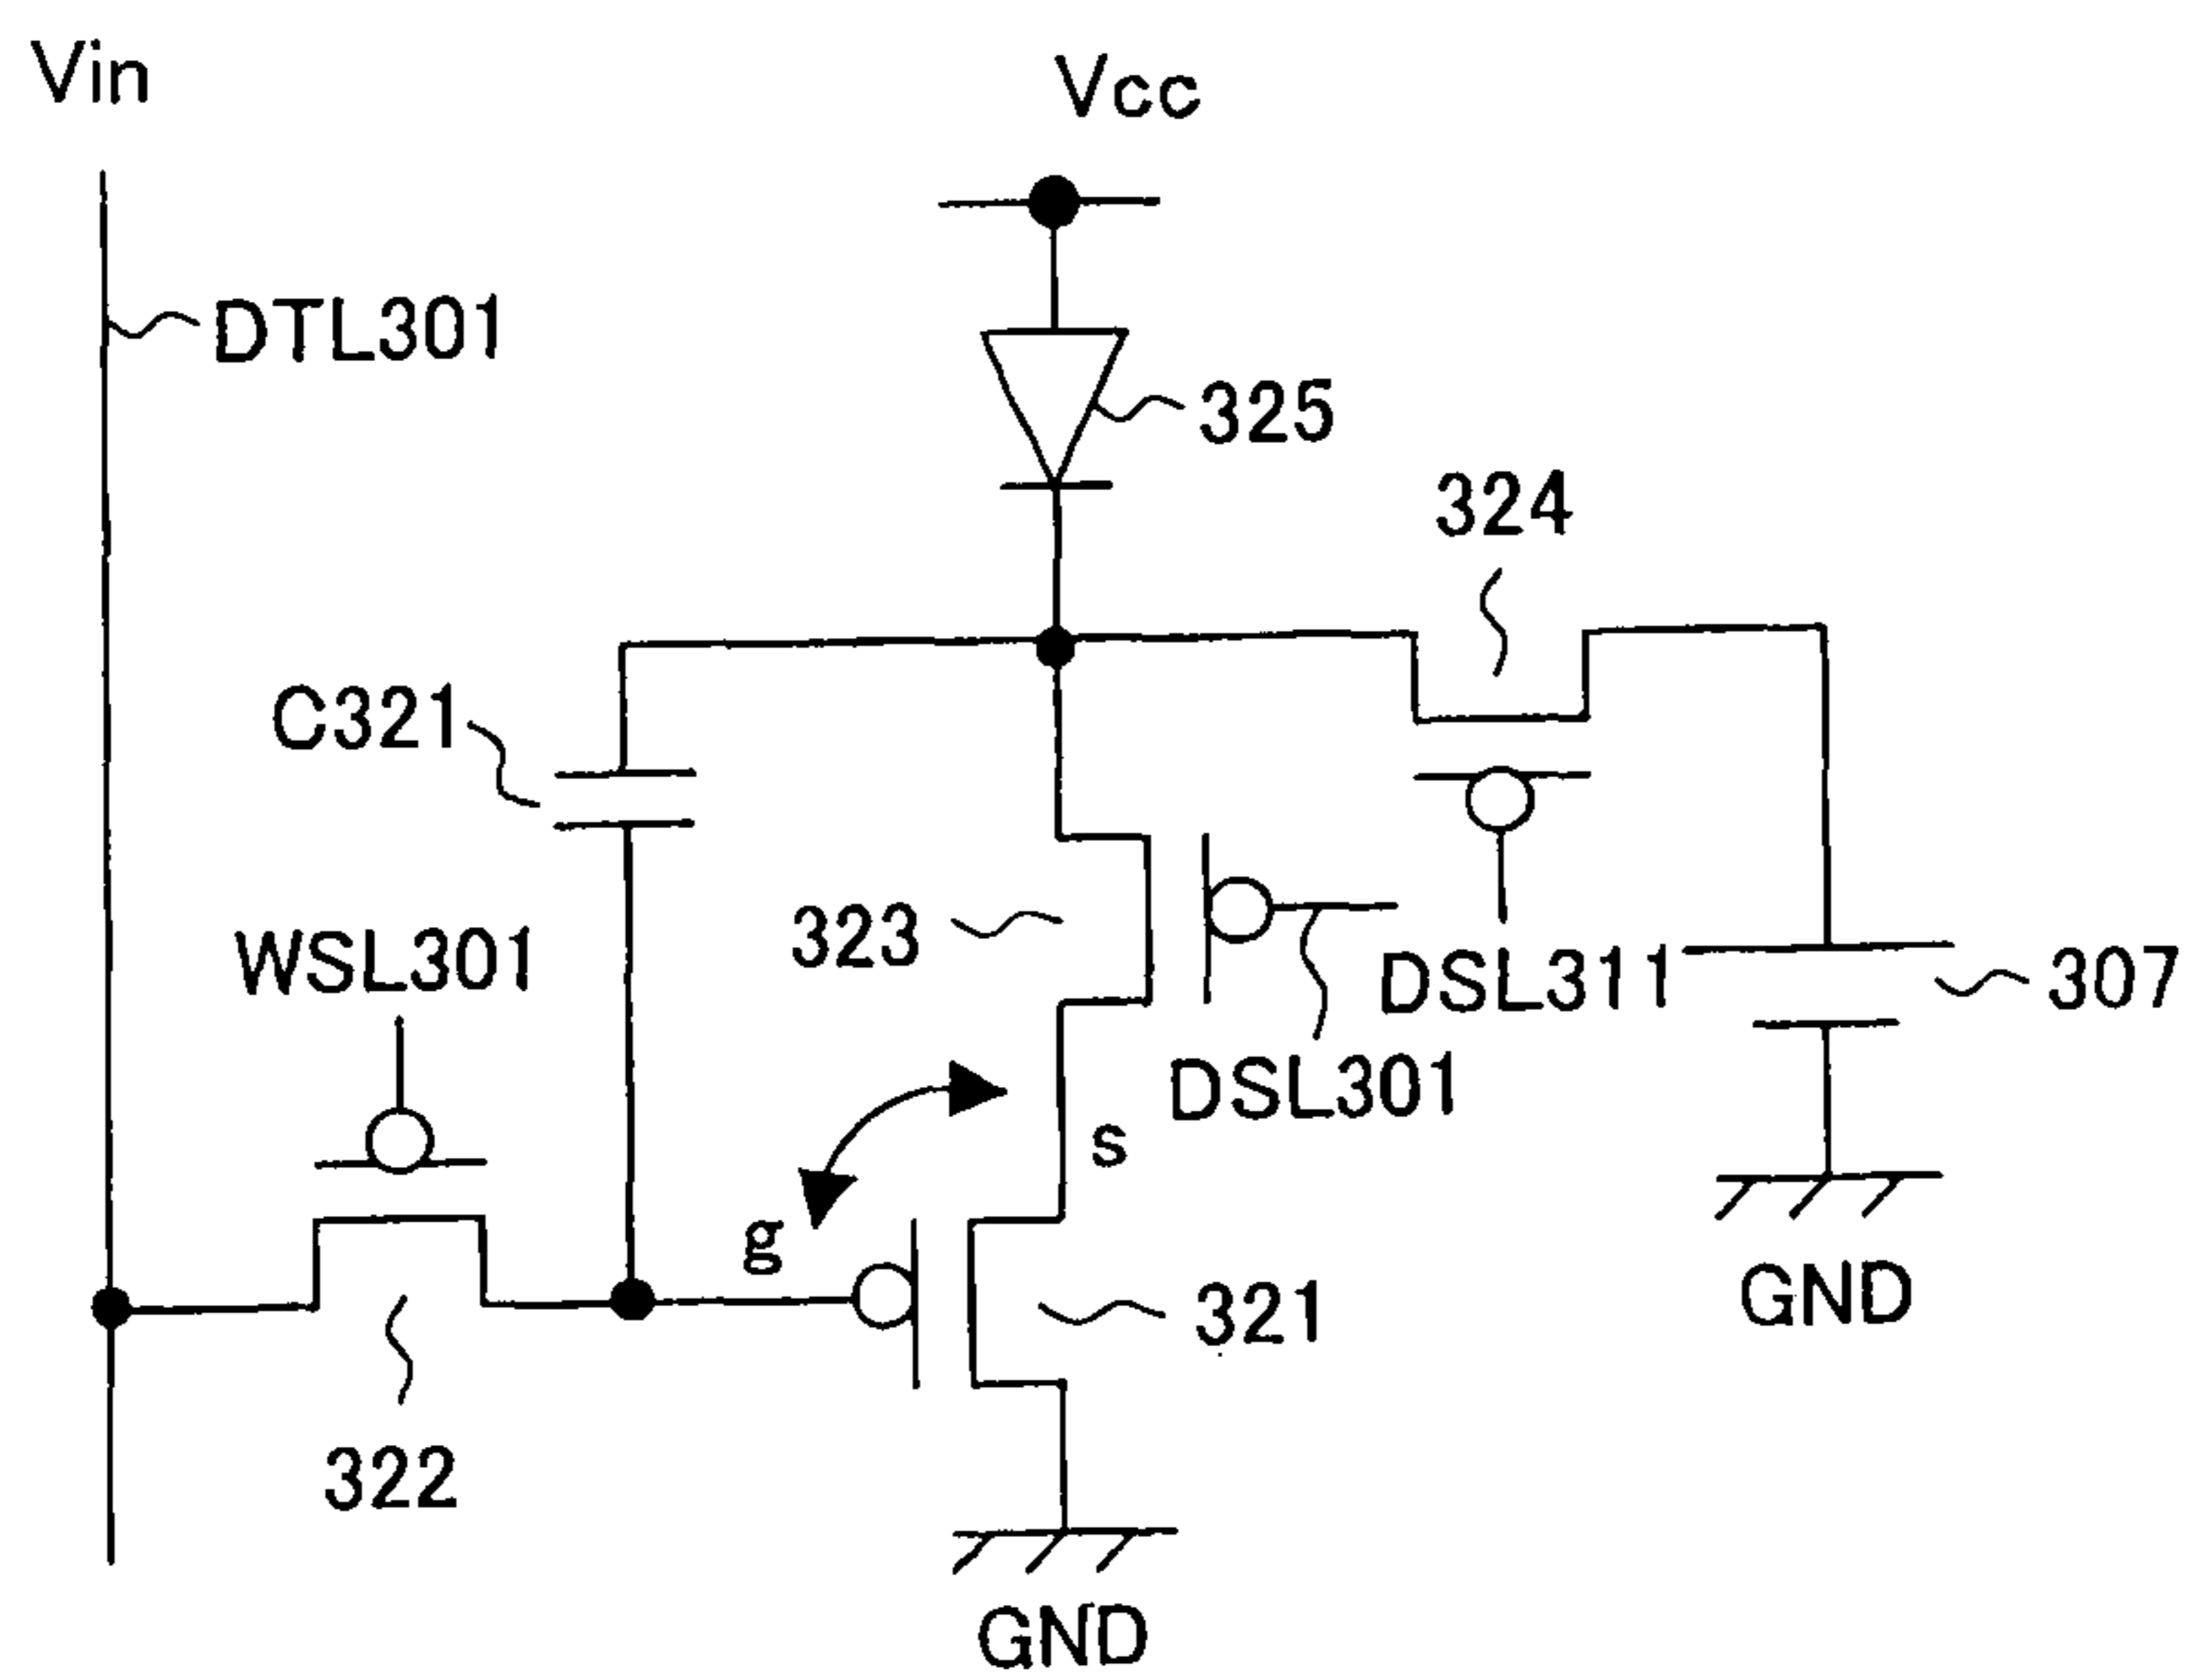 Vin
Vcc
DTL301
325
324
C321
323
WSL301
DSL311
307
DSL301
s
g
321
GND
322
GND